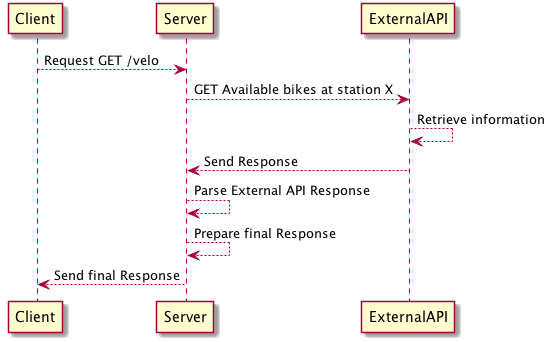 Client Server ExternalAPI
Request GET /velo
GET Available bikes at station X
Retrieve information
Send Response
Parse External API Response
Prepare final Response
Send final Response
Client Server ExternalAPI